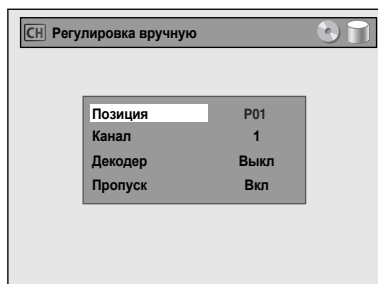 CH Регулировка вручную
Позиция P01
Канал 1
Декодер Выкл
Пропуск Вкл